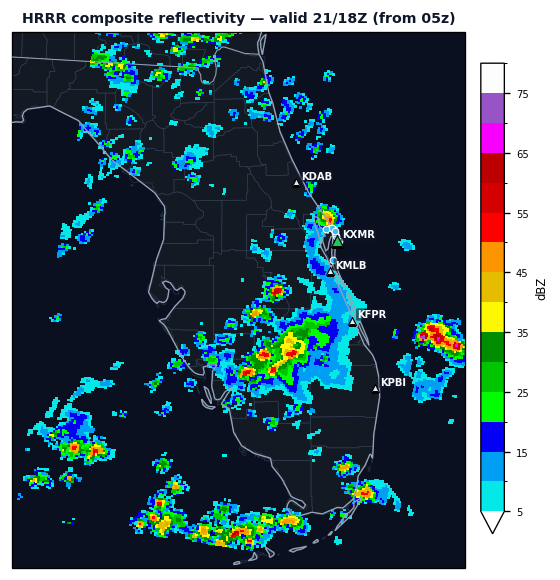 HRRR composite reflectivity — valid 21/18Z (from 05z)
75
KDAB
65
KXMR
55
KMLB
45
dBZ
KFPR
35
KPBI
25
15
5